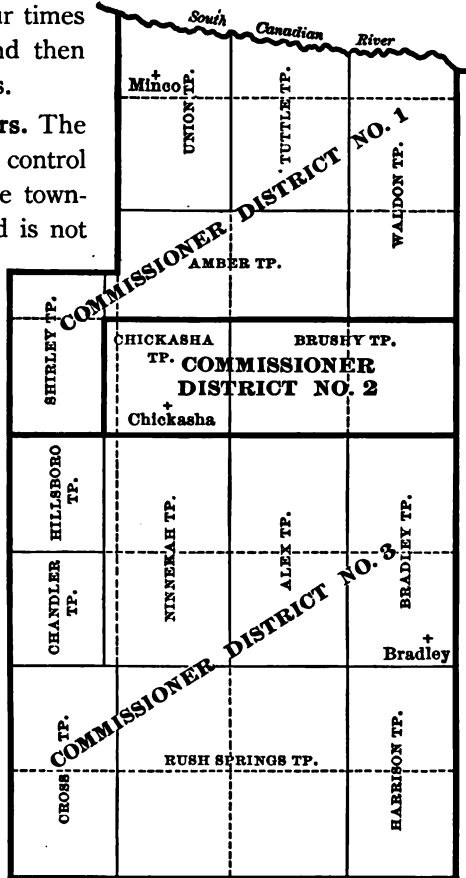 ur times
nd then
s.
rs. The
control
e town-
d is not
South Canadian River
Minco
UNION TP.
TUTTLE TP.
WALDON TP.
COMMISSIONER DISTRICT NO. 1
AMBER TP.
SHIRLEY TP.
CHICKASHA
TP.
BRUSHY TP.
COMMISSIONER
DISTRICT NO. 2
Chickasha
HILLSBORO
TP.
CHANDLER
TP.
NINNEKAH TP.
ALEX TP.
BRADLEY TP.
COMMISSIONER DISTRICT NO. 3
Bradley
CROSS TP.
RUSH SPRINGS TP.
HARRISON TP.